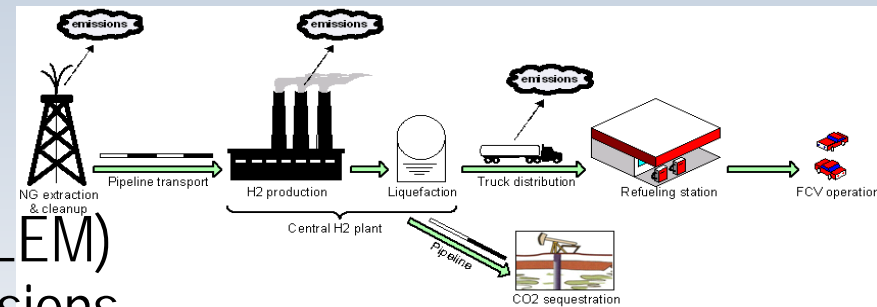 emissions
emissions
emissions
NG extraction
& cleanup
Pipeline transport
H2 production
Liquefaction
Truck distribution
Refueling station
FCV operation
Central H2 plant
Pipeline
CO2 sequestration
LEM)
sions